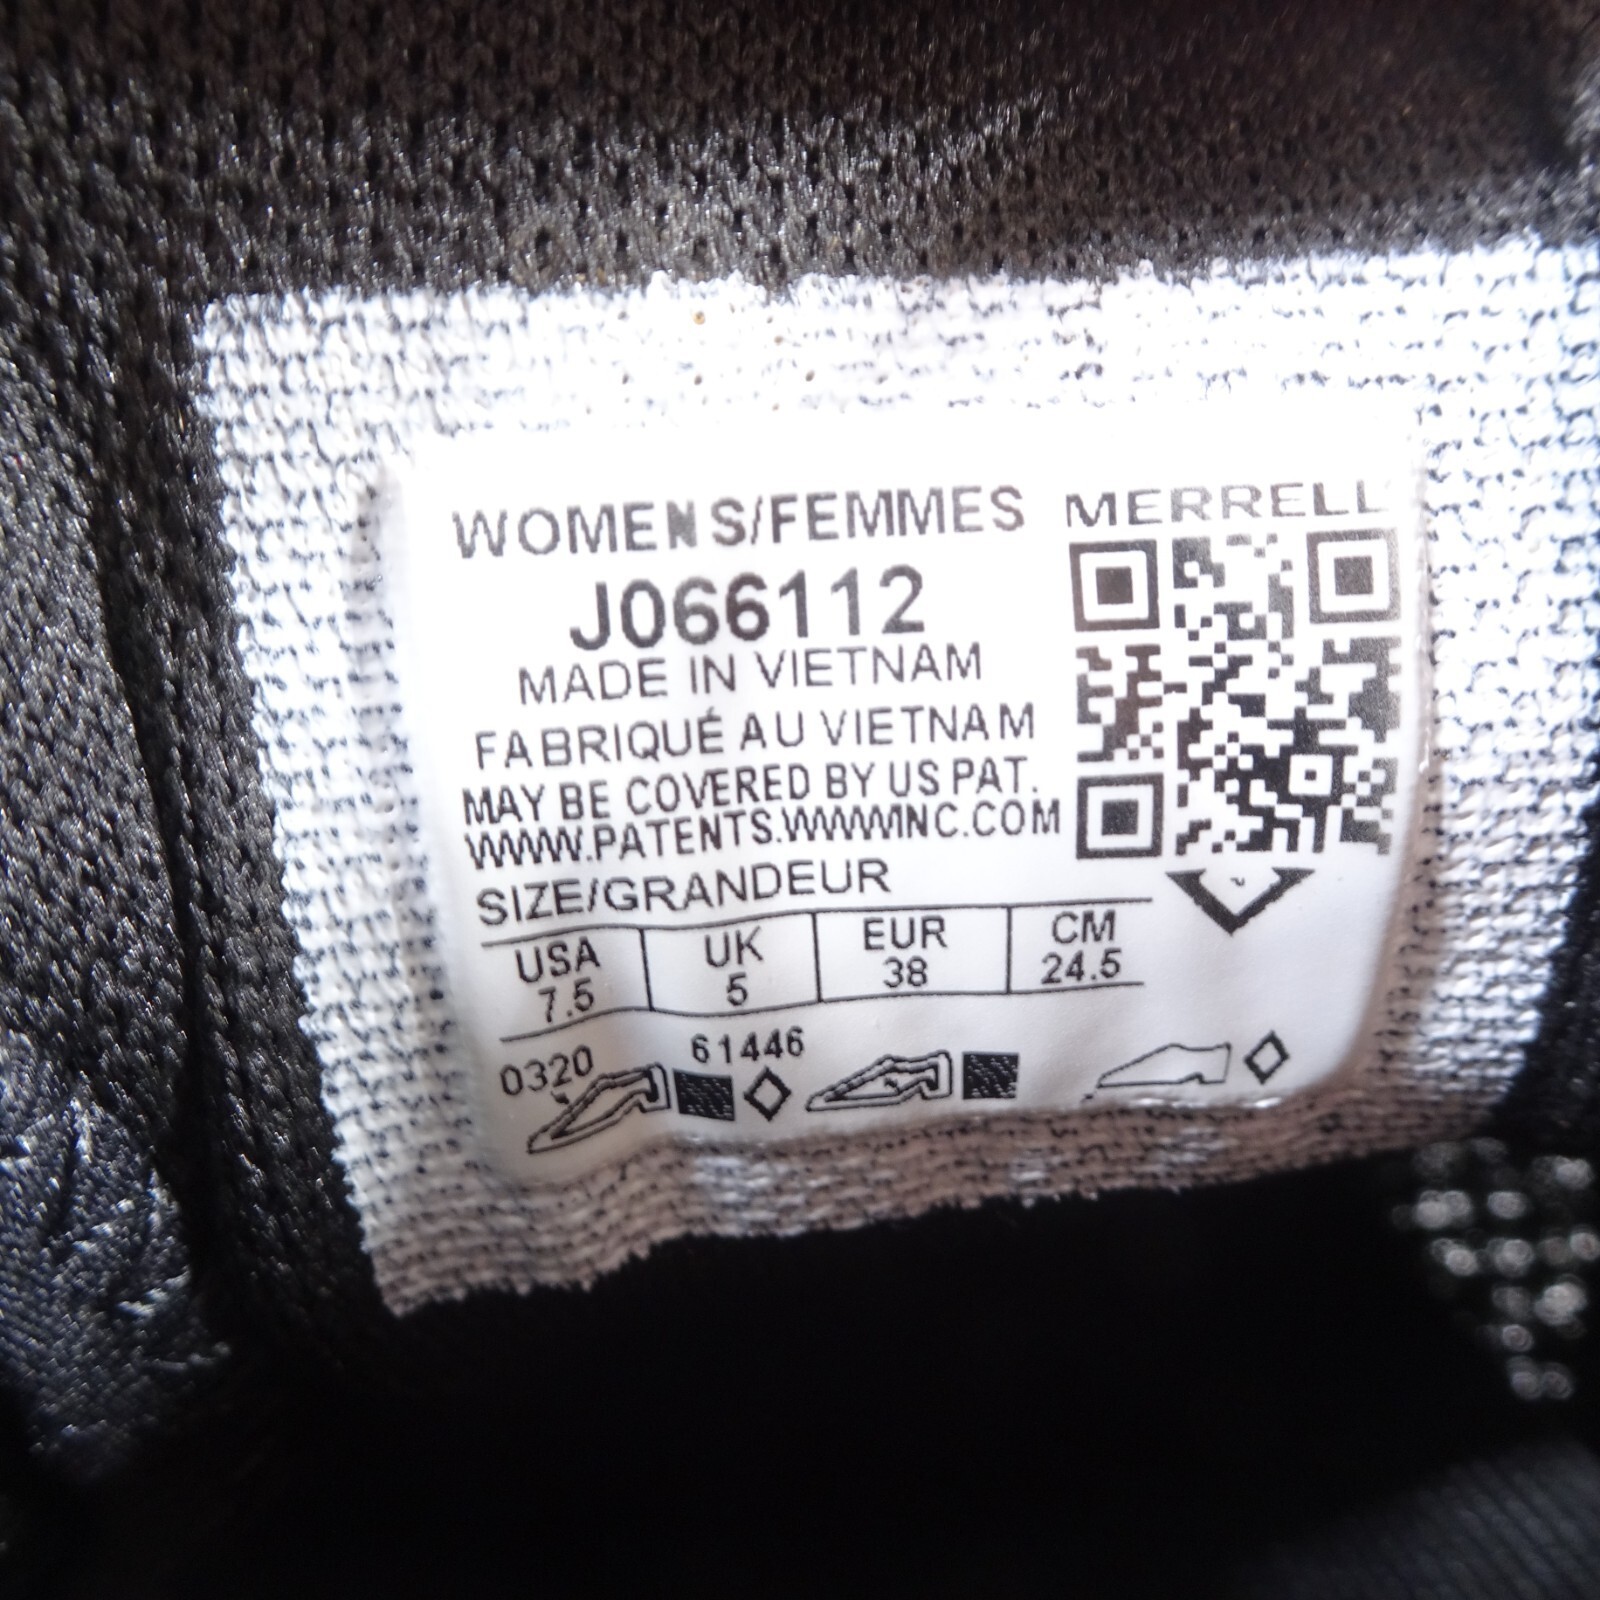 WOMENS/FEMMES
MERRELL
J066112
MADE IN VIETNAM
FABRIQUÉ AU VIETNAM
MAY BE COVERED BY US PAT.
WWW.PATENTS.WWWINC.COM
SIZE/GRANDEUR
USA UK EUR CM
7.5 5 38 24.5
0320 61446